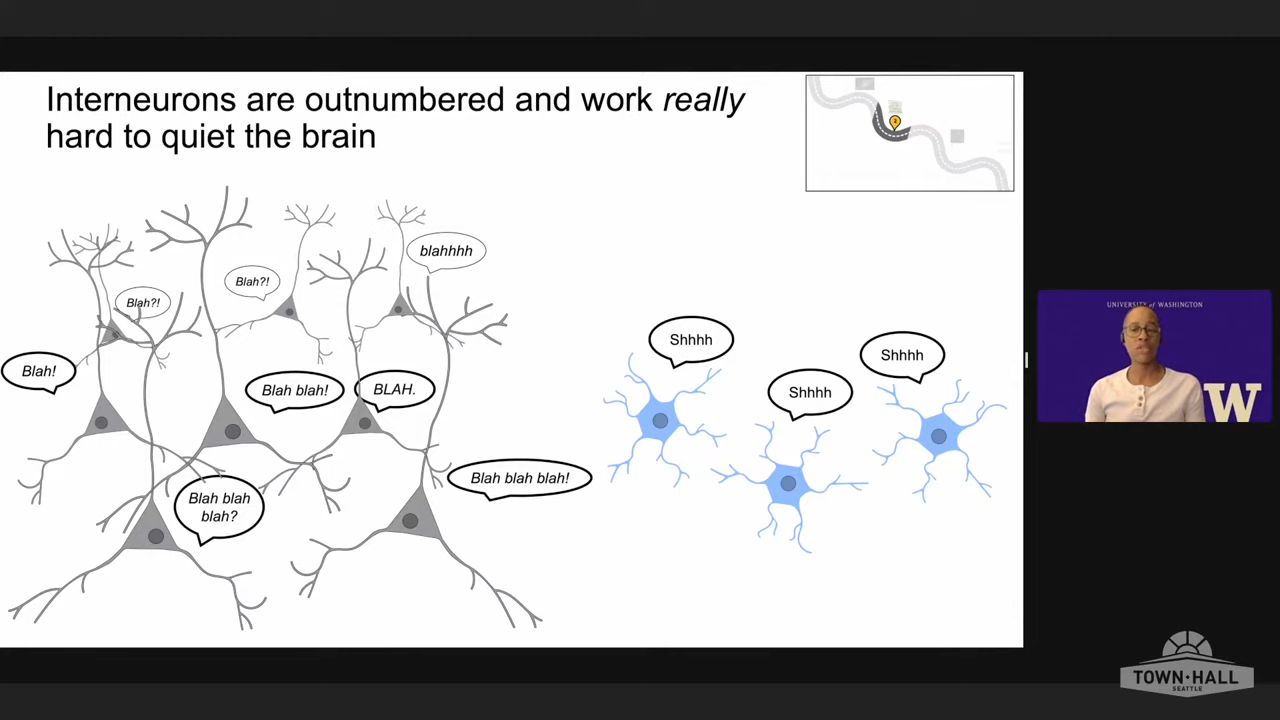 Interneurons are outnumbered and work really
hard to quiet the brain
2
blahhhh
Blah?!
Blah?!
Blah!
Blah blah!
BLAH.
Blah blah
blah?
Blah blah blah!
Shhhh
Shhhh
Shhhh
UNIVERSITY of WASHINGTON
W
TOWN·HALL
SEATTLE